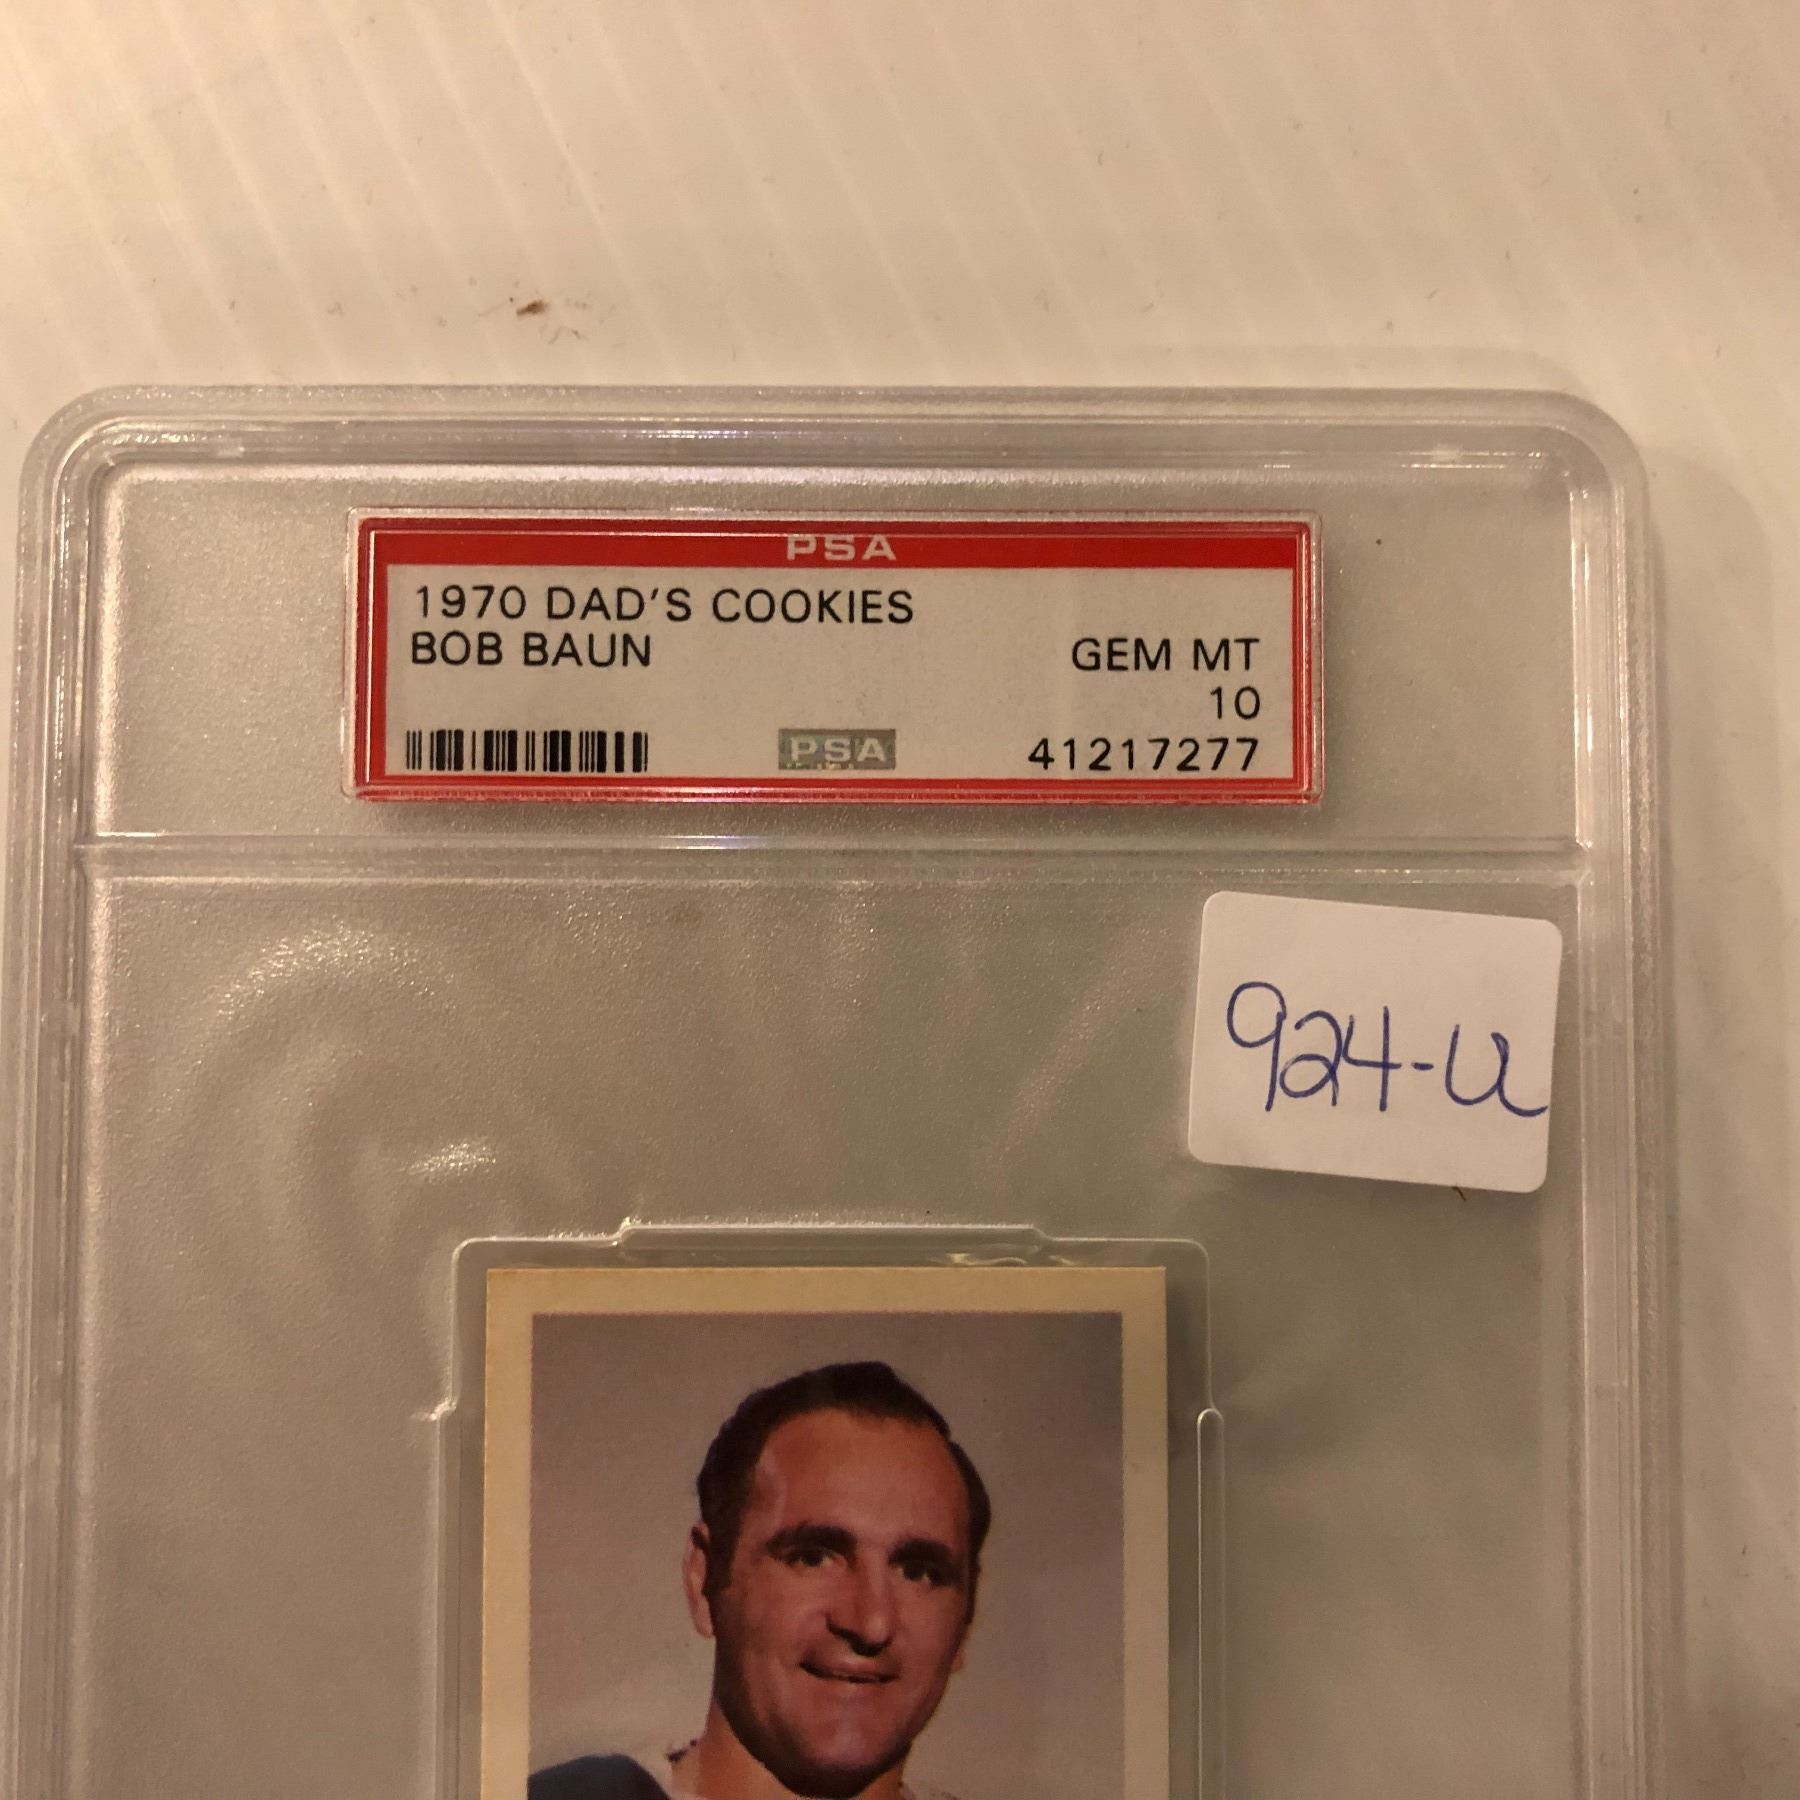 PSA
1970 DAD'S COOKIES
BOB BAUN
GEM MT
10
PSA
41217277
924-U